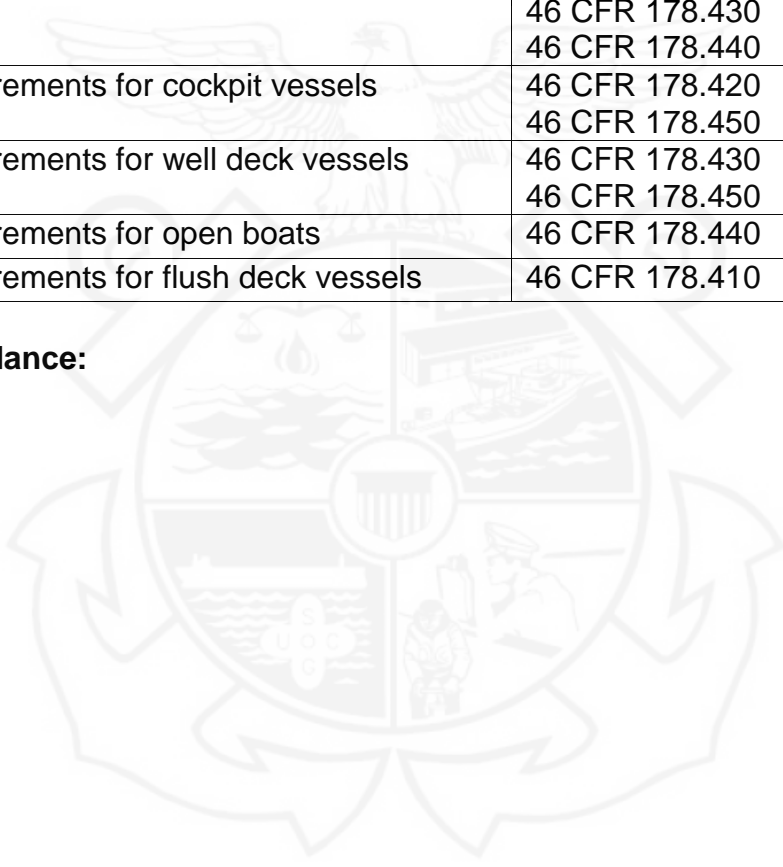 46 CFR 178.430
46 CFR 178.440
rements for cockpit vessels 46 CFR 178.420
46 CFR 178.450
rements for well deck vessels 46 CFR 178.430
46 CFR 178.450
rements for open boats 46 CFR 178.440
rements for flush deck vessels 46 CFR 178.410
lance:
S
U O D
G